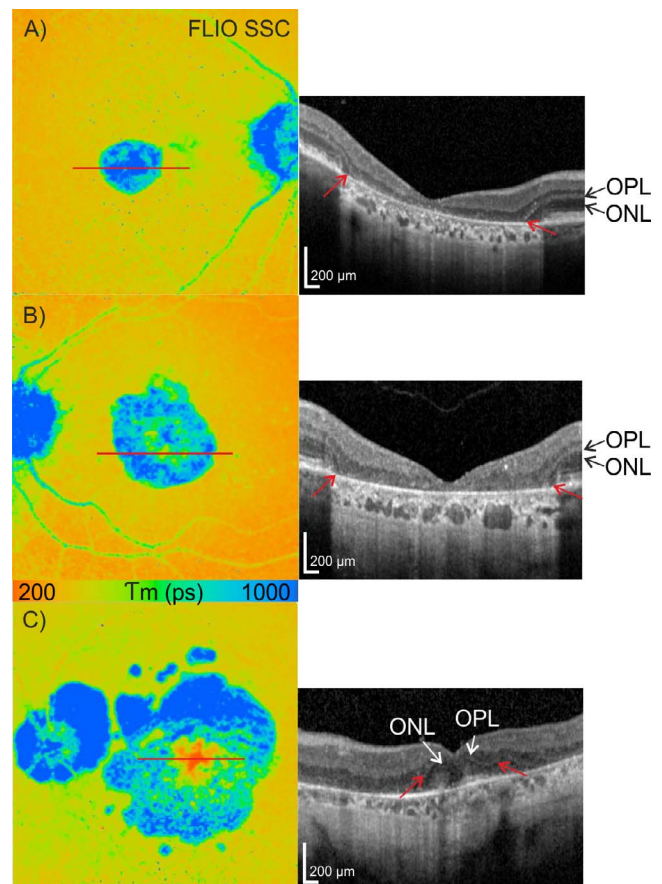 A) FLIO SSC
OPL
ONL
200 µm
B)
OPL
ONL
200 µm
200 Tm (ps) 1000
C)
ONL OPL
200 µm